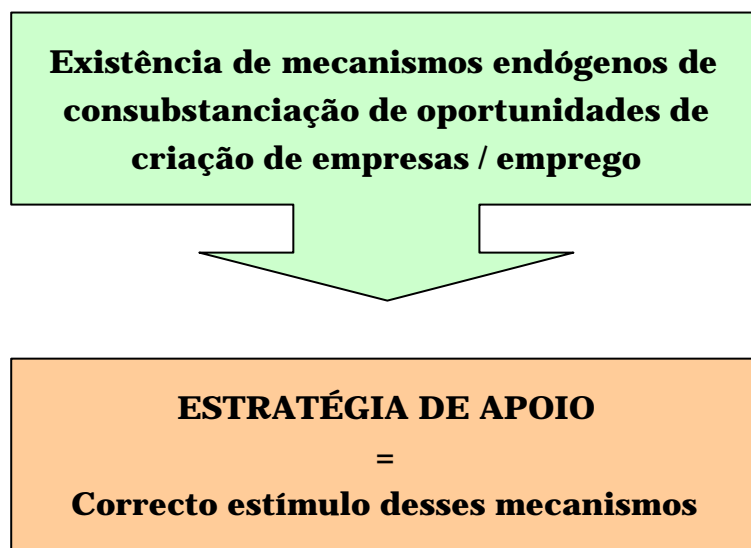 Existência de mecanismos endógenos de
consubstanciação de oportunidades de
criação de empresas / emprego
ESTRATÉGIA DE APOIO
=
Correcto estímulo desses mecanismos